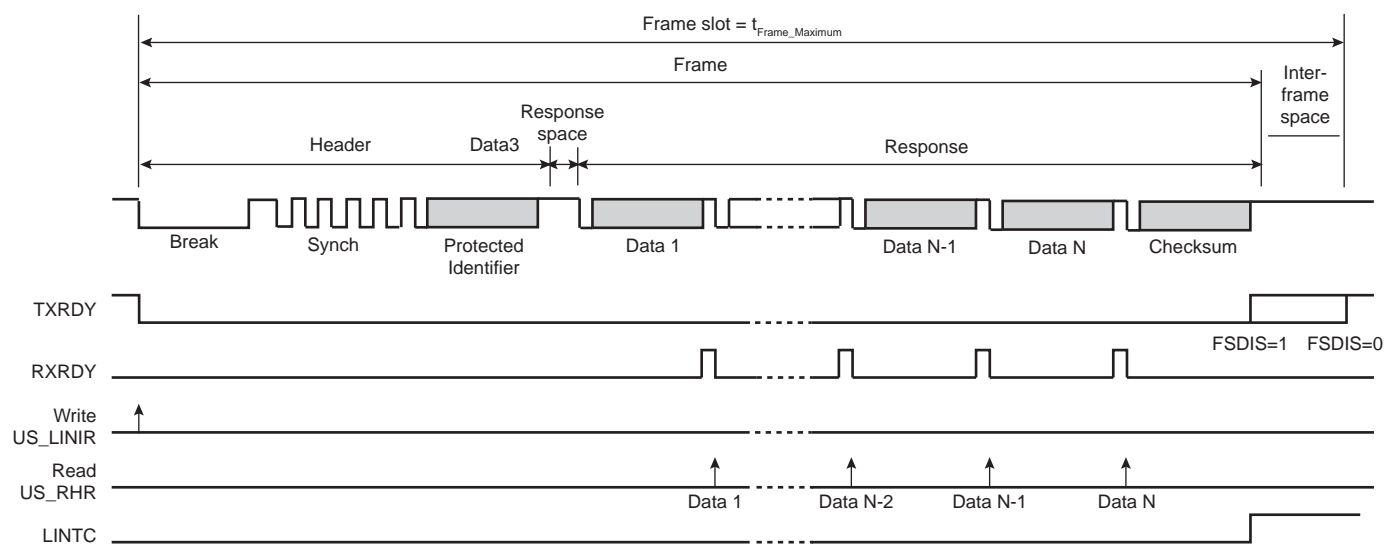 Frame slot = tFrame_Maximum
Frame
Inter-
frame
space
Response
space
Header
Data3
Response
Break
Synch
Protected
Identifier
Data 1
Data N-1
Data N
Checksum
TXRDY
FSDIS=1
FSDIS=0
RXRDY
Write
US_LINIR
Read
US_RHR
Data 1
Data N-2
Data N-1
Data N
LINTC